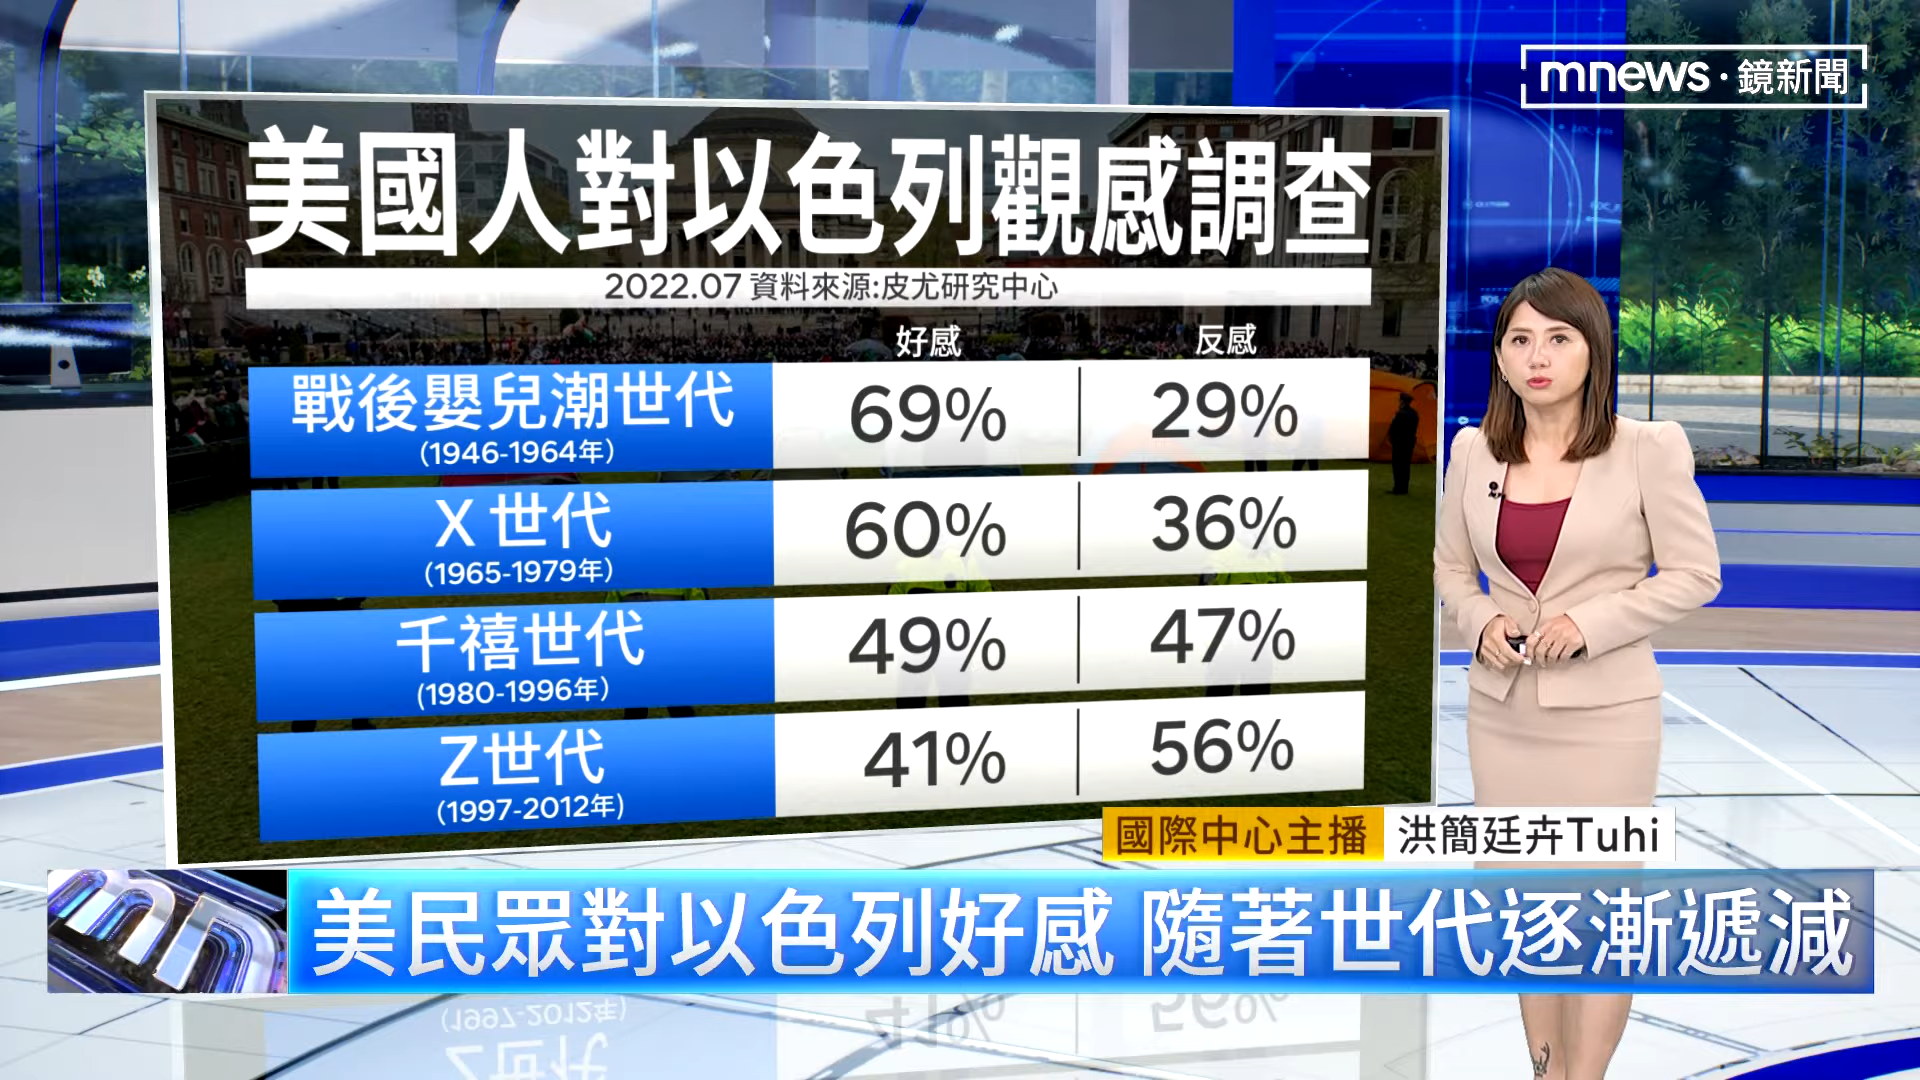 mnews·鏡新聞
美國人對以色列觀感調查
2022.07 資料來源:皮尤研究中心
好感 反感
戰後嬰兒潮世代 69% 29%
(1946-1964年)
X 世代 60% 36%
(1965-1979年)
千禧世代 49% 47%
(1980-1996年)
Z世代 41% 56%
(1997-2012年)
國際中心主播 洪簡廷卉Tuhi
美民眾對以色列好感 隨著世代逐漸遞減